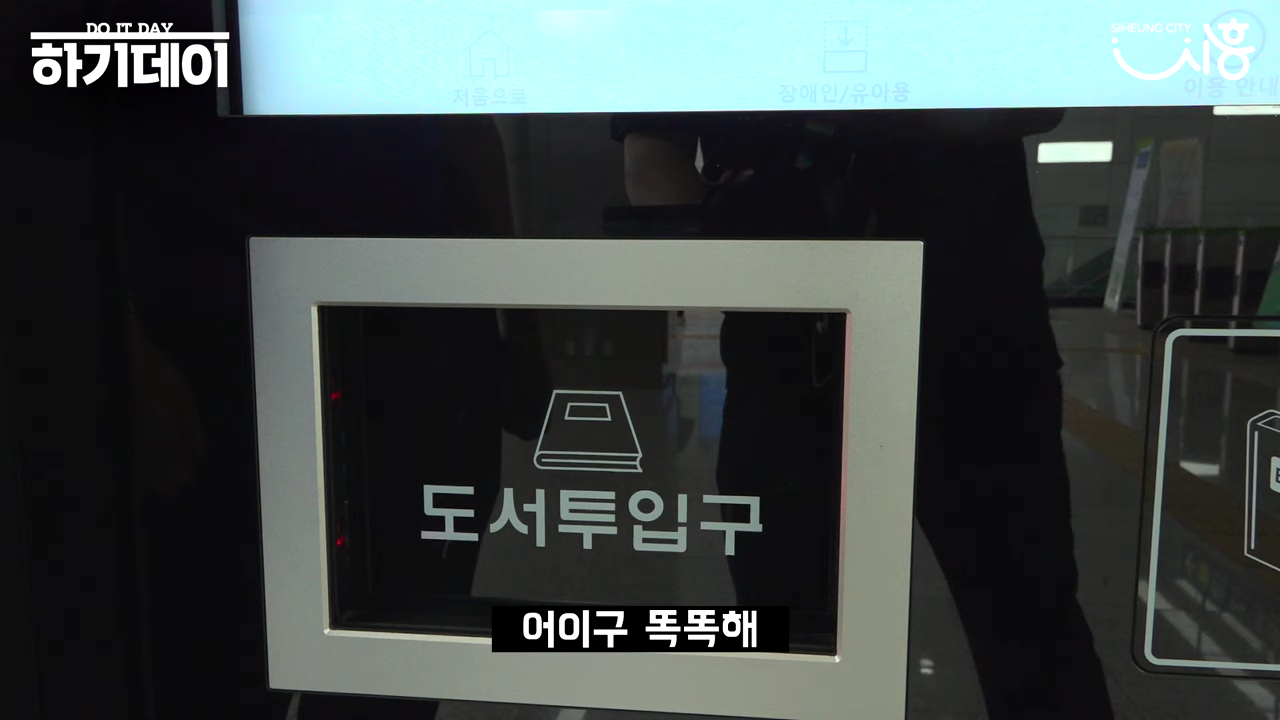 DO IT DAY
하기데이
SIHEUNG CITY
시흥
처음으로
장애인/유아용
이용 안내
도서투입구
어이구 똑똑해